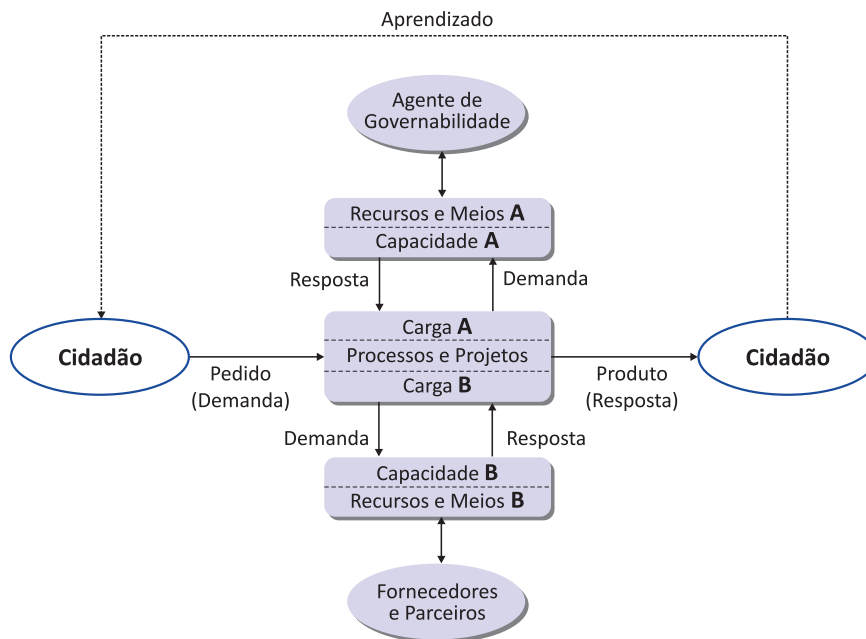 Aprendizado
Agente de
Governabilidade
Recursos e Meios A
Capacidade A
Resposta
Demanda
Carga A
Processos e Projetos
Carga B
Cidadão
Pedido
(Demanda)
Produto
(Resposta)
Cidadão
Demanda
Resposta
Capacidade B
Recursos e Meios B
Fornecedores
e Parceiros